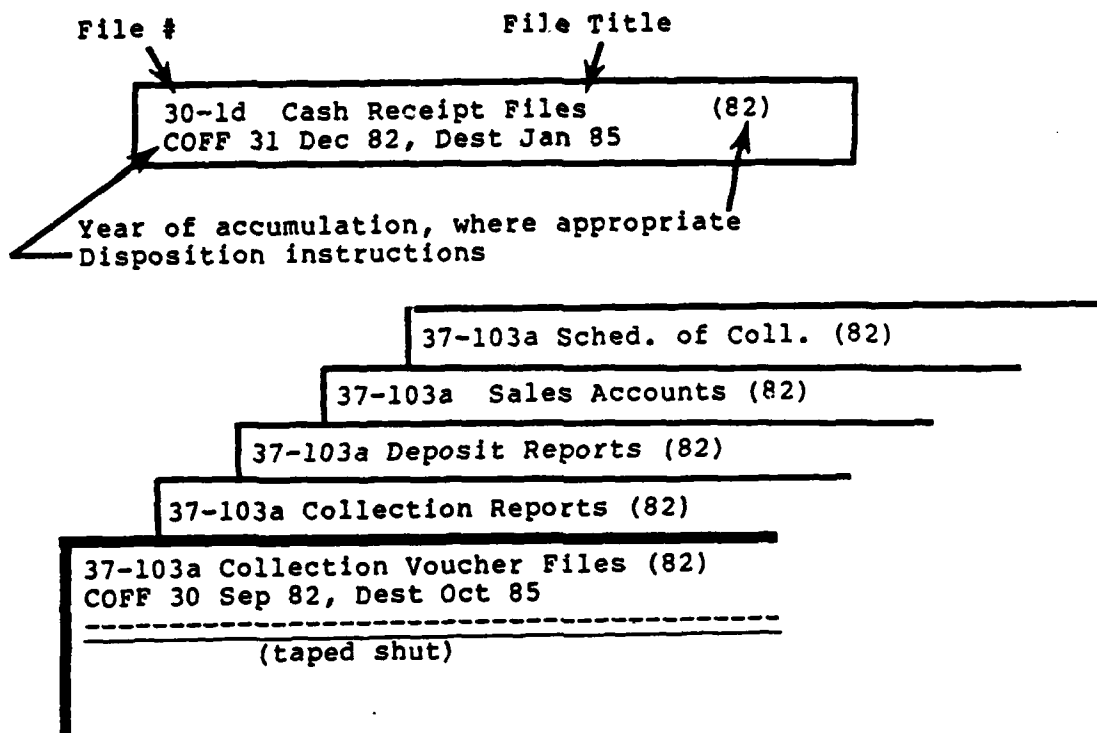 File # File Title
30-1d Cash Receipt Files (82)
COFF 31 Dec 82, Dest Jan 85
Year of accumulation, where appropriate
Disposition instructions
37-103a Sched. of Coll. (82)
37-103a Sales Accounts (82)
37-103a Deposit Reports (82)
37-103a Collection Reports (82)
37-103a Collection Voucher Files (82)
COFF 30 Sep 82, Dest Oct 85
(taped shut)